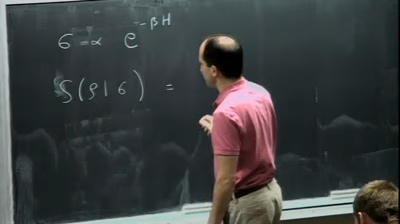 σ = α e^{-βH}
S(ρ|σ) =